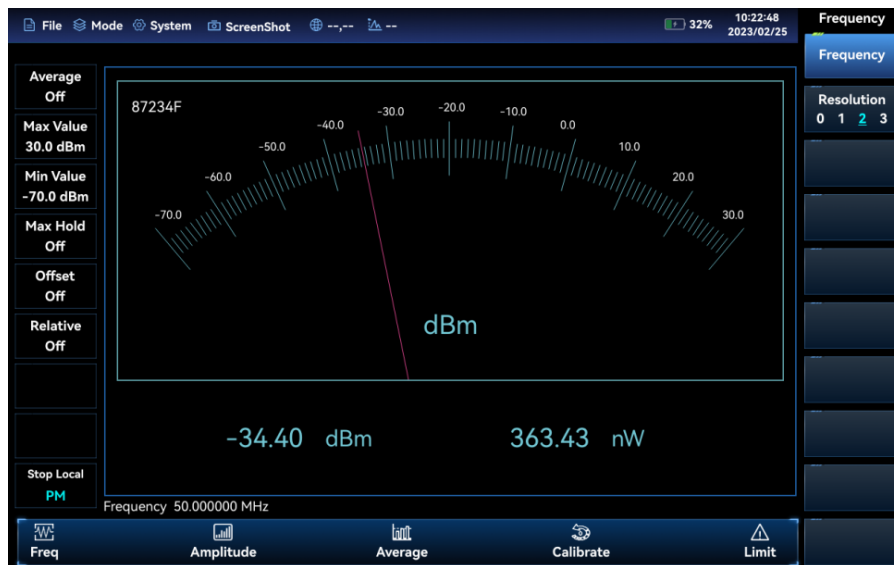 File Mode System ScreenShot --,-- -- 32% 10:22:48
2023/02/25
Frequency
Frequency
Resolution
0 1 2 3
Average
Off
Max Value
30.0 dBm
Min Value
-70.0 dBm
Max Hold
Off
Offset
Off
Relative
Off
Stop Local
PM
87234F
-70.0 -60.0 -50.0 -40.0 -30.0 -20.0 -10.0 0.0 10.0 20.0 30.0
dBm
-34.40 dBm 363.43 nW
Frequency 50.000000 MHz
Freq Amplitude Average Calibrate Limit